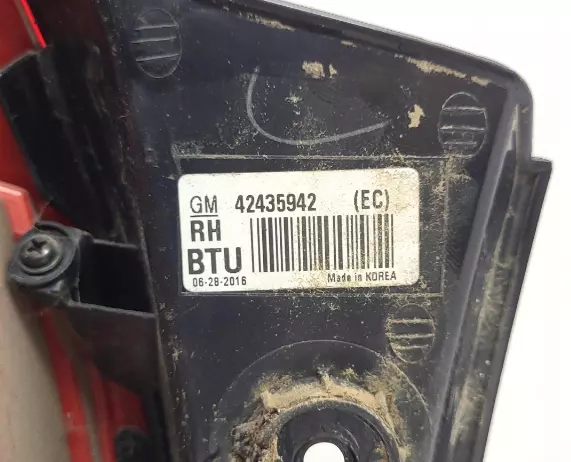 GM 42435942 (EC)
RH
BTU
06-28-2016 Made in KOREA